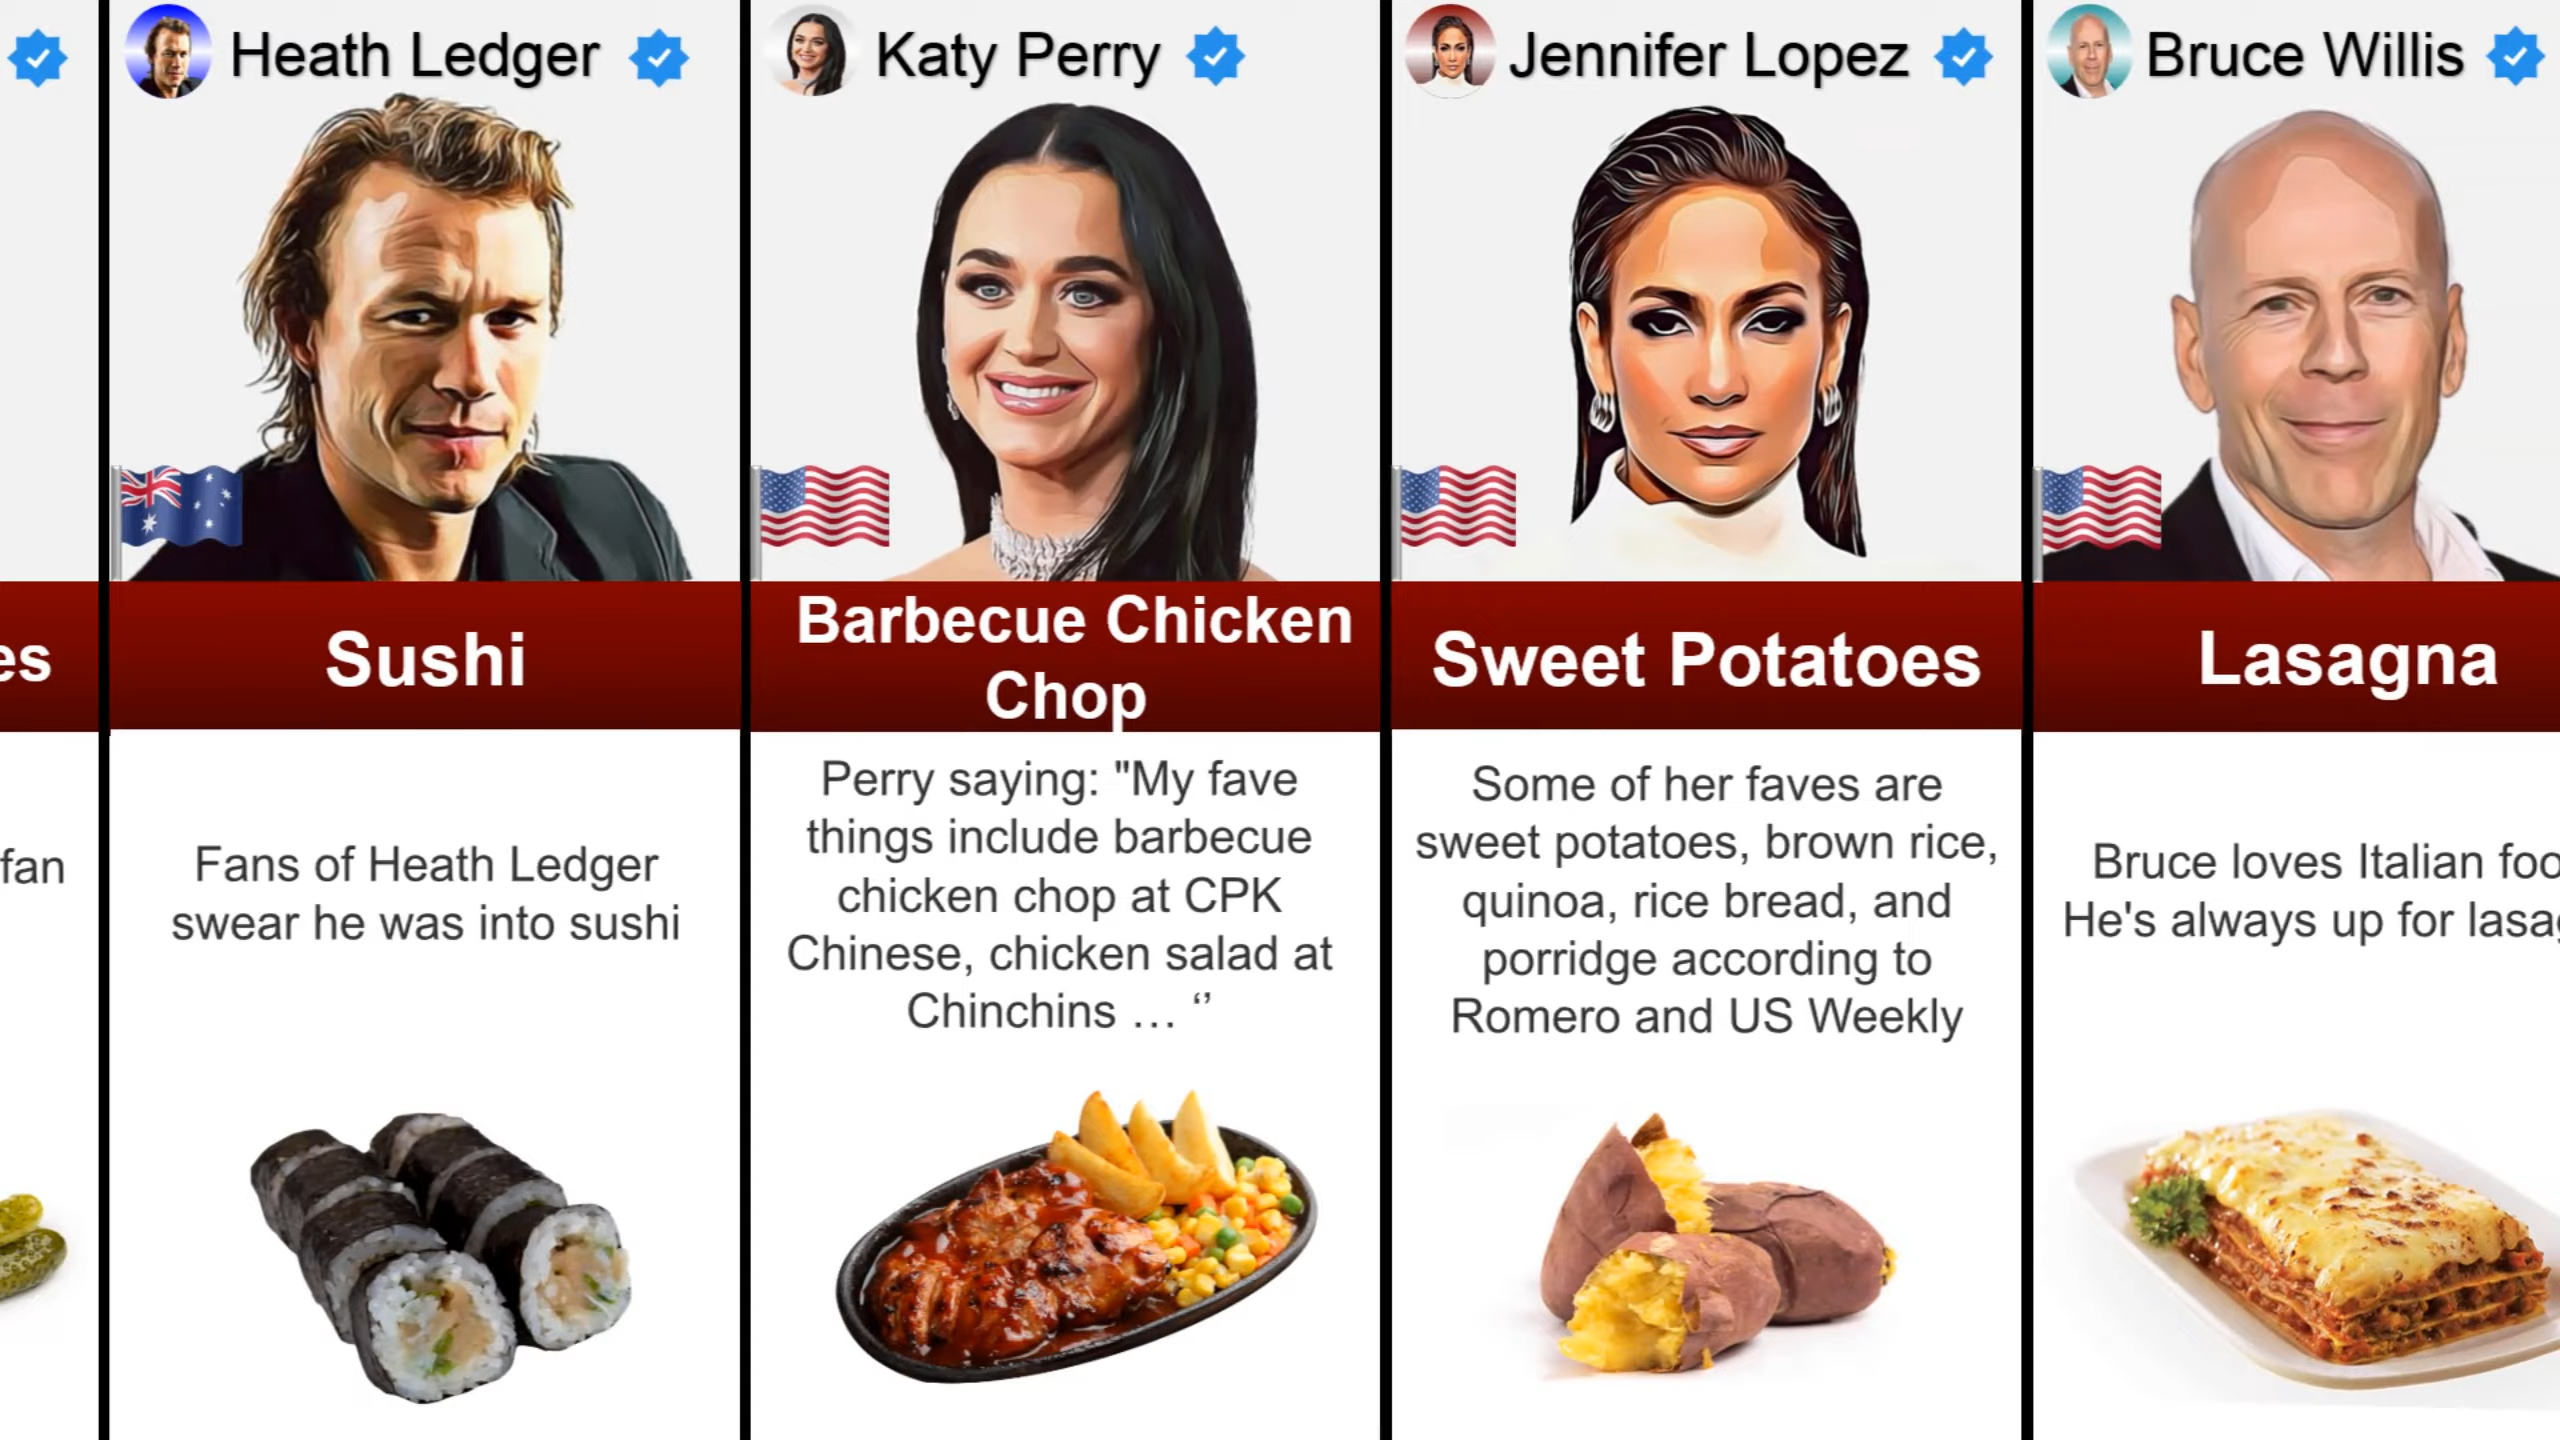 Heath Ledger
Katy Perry
Jennifer Lopez
Bruce Willis
es
Sushi
Barbecue Chicken
Chop
Sweet Potatoes
Lasagna
fan
Fans of Heath Ledger
swear he was into sushi
Perry saying: "My fave
things include barbecue
chicken chop at CPK
Chinese, chicken salad at
Chinchins … “
Some of her faves are
sweet potatoes, brown rice,
quinoa, rice bread, and
porridge according to
Romero and US Weekly
Bruce loves Italian foo
He's always up for lasa